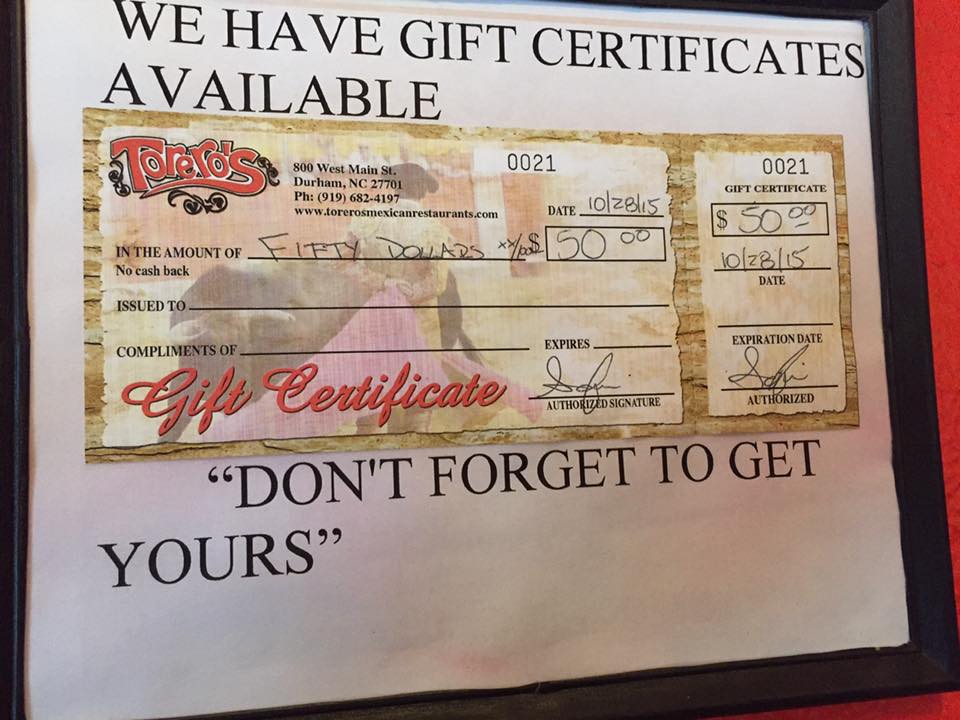 WE HAVE GIFT CERTIFICATES
AVAILABLE
Torero's
800 West Main St.
Durham, NC 27701
Ph: (919) 682-4197
www.torerosmexicanrestaurants.com
0021
DATE 10/28/15
IN THE AMOUNT OF FIFTY DOLLARS xx/100 $ 50 00
No cash back
ISSUED TO
COMPLIMENTS OF
EXPIRES
Gift Certificate
AUTHORIZED SIGNATURE
0021
GIFT CERTIFICATE
$ 50 00
10/28/15
DATE
EXPIRATION DATE
AUTHORIZED
“DON'T FORGET TO GET
YOURS”